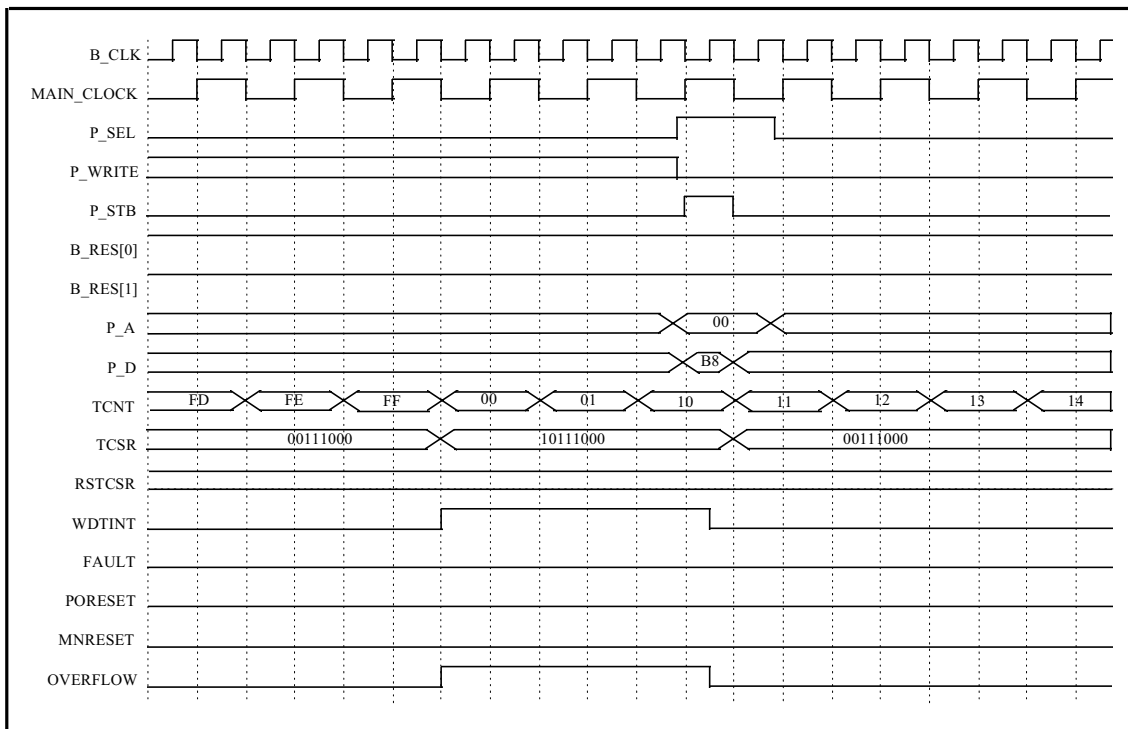 B_CLK
MAIN_CLOCK
P_SEL
P_WRITE
P_STB
B_RES[0]
B_RES[1]
P_A 00
P_D B8
TCNT FD FE FF 00 01 10 11 12 13 14
TCSR 00111000 10111000 00111000
RSTCSR
WDTINT
FAULT
PORESET
MNRESET
OVERFLOW